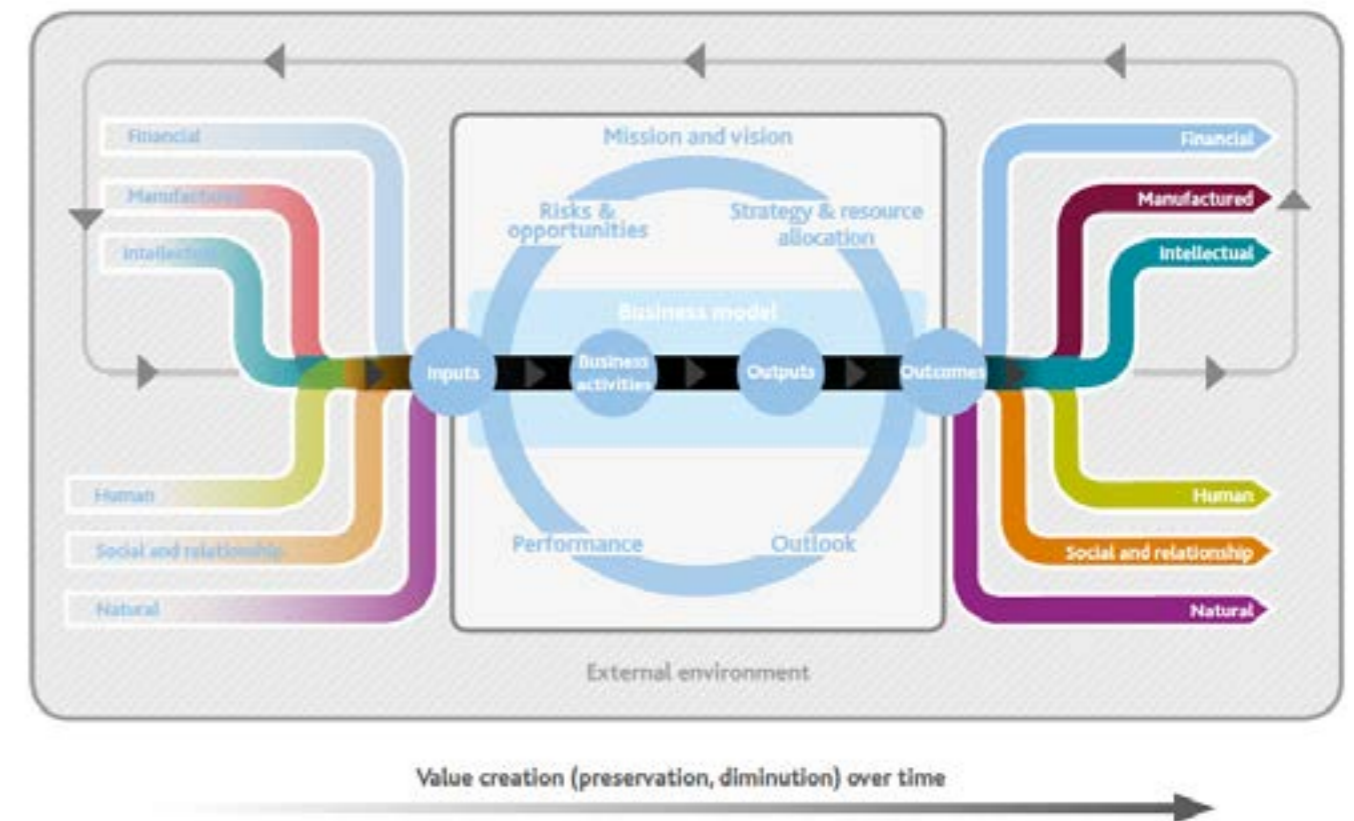 Financial
Manufactured
Intellectual
Human
Social and relationship
Natural
Mission and vision
Risks &
opportunities
Strategy & resource
allocation
Business model
Inputs
Business
activities
Outputs
Outcomes
Performance
Outlook
Financial
Manufactured
Intellectual
Human
Social and relationship
Natural
External environment
Value creation (preservation, diminution) over time